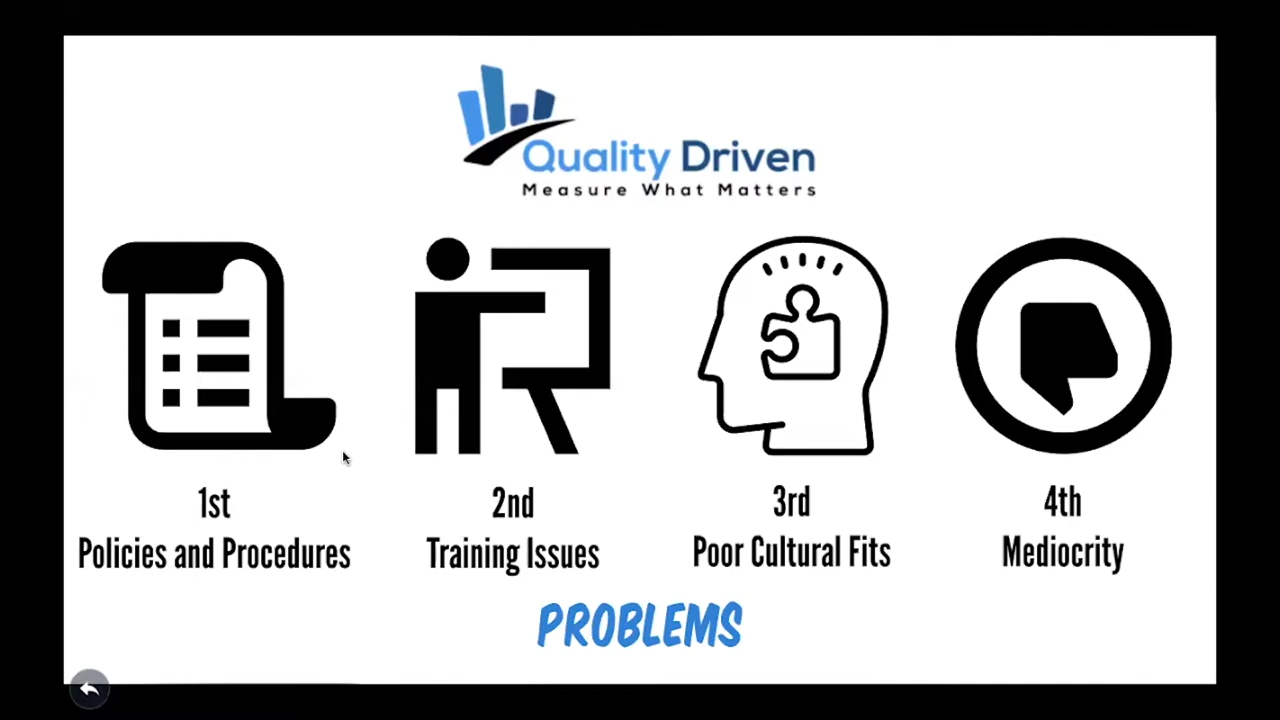 Quality Driven
Measure What Matters
1st
Policies and Procedures
2nd
Training Issues
3rd
Poor Cultural Fits
4th
Mediocrity
PROBLEMS